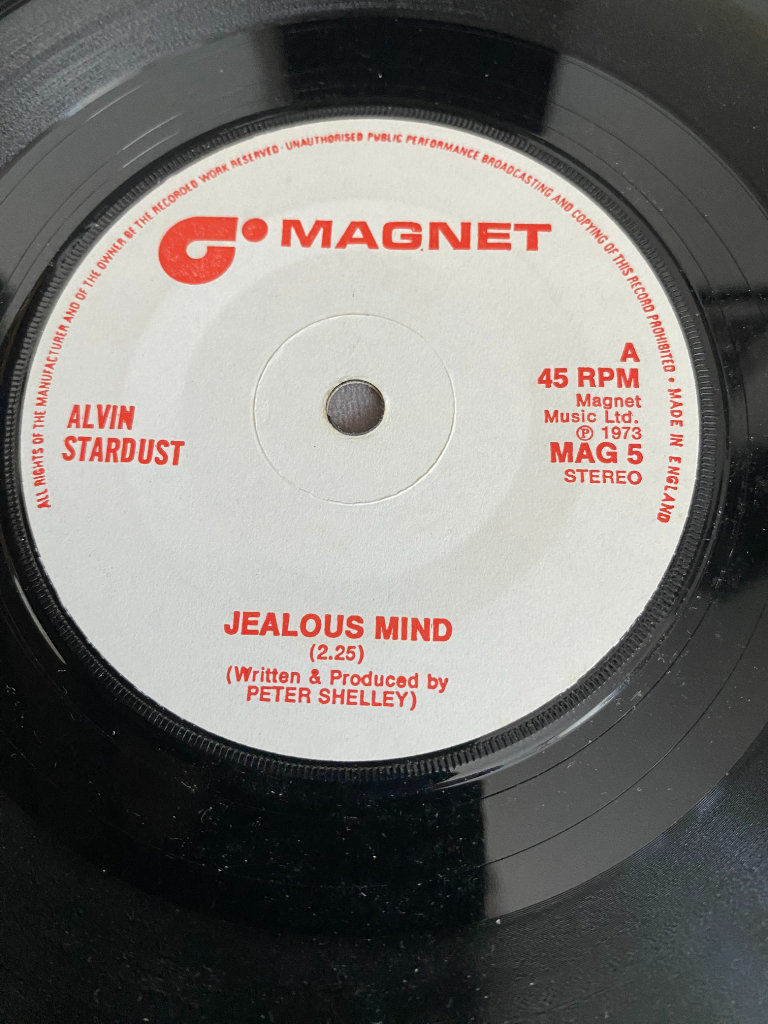 ALL RIGHTS OF THE MANUFACTURER AND OF THE OWNER OF THE RECORDED WORK RESERVED · UNAUTHORISED PUBLIC PERFORMANCE BROADCASTING AND COPYING OF THIS RECORD PROHIBITED • MADE IN ENGLAND
MAGNET
A
45 RPM
Magnet
Music Ltd.
℗ 1973
MAG 5
STEREO
ALVIN
STARDUST
JEALOUS MIND
(2.25)
(Written & Produced by
PETER SHELLEY)